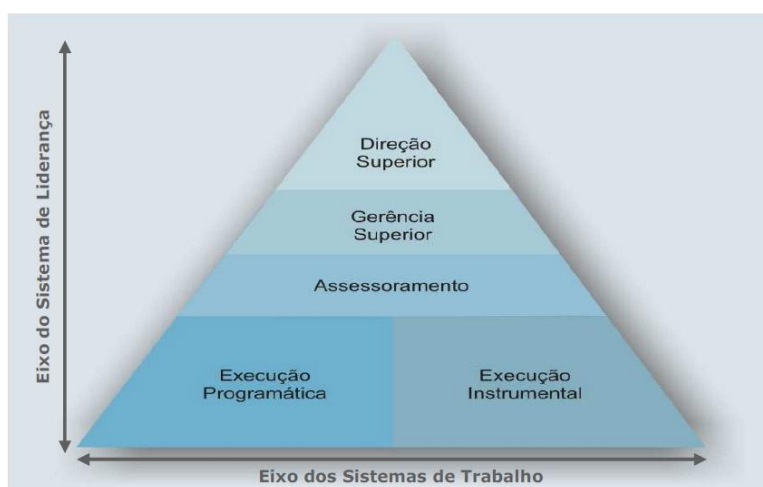 Eixo do Sistema de Liderança
Direção
Superior
Gerência
Superior
Assessoramento
Execução
Programática
Execução
Instrumental
Eixo dos Sistemas de Trabalho